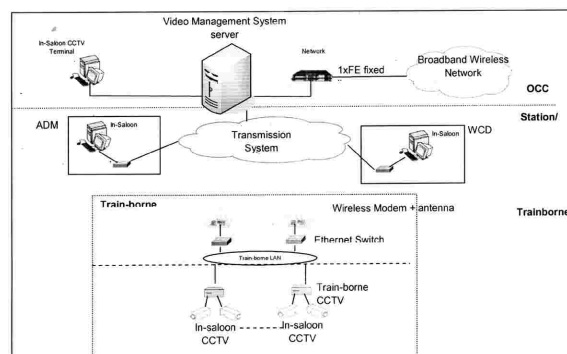 Video Management System
server
In-Saloon CCTV
Terminal
Network
1xFE fixed
Broadband Wireless
Network
OCC
Station/
ADM
In-Saloon
Transmission
System
In-Saloon
WCD
Train-borne
Wireless Modem + antenna
Trainborne
Ethernet Switch
Train-borne LAN
Train-borne
CCTV
In-saloon
CCTV
In-saloon
CCTV